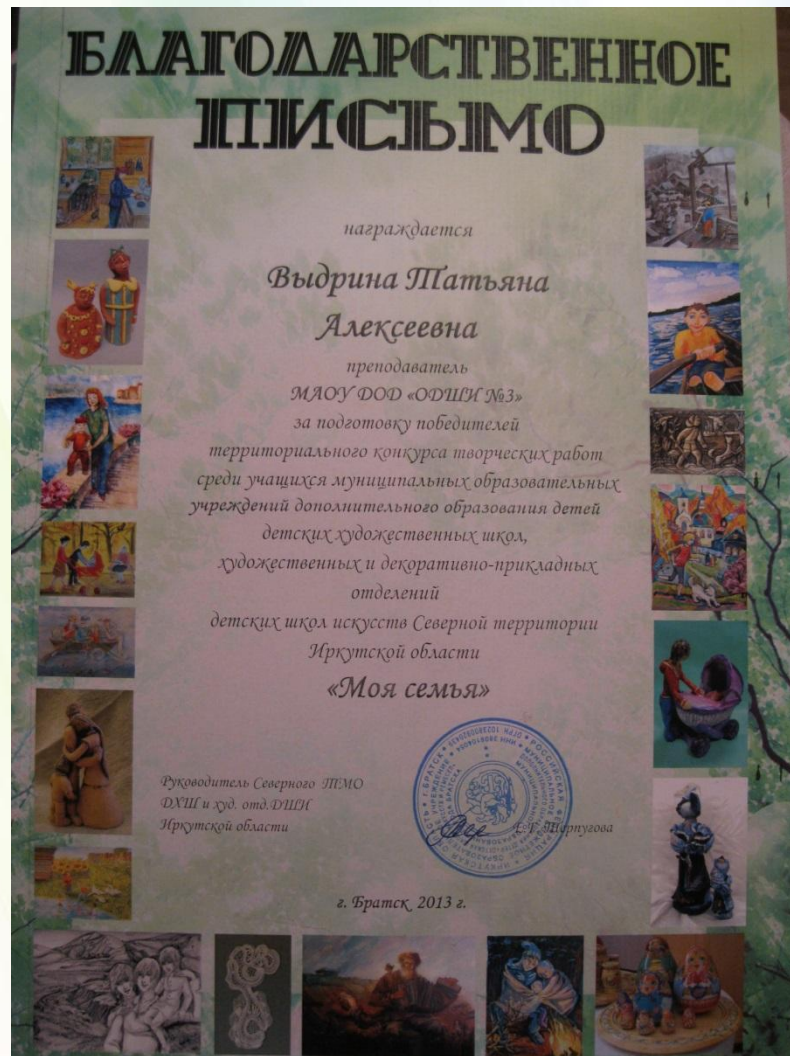 БЛАГОДАРСТВЕННОЕ
ПИСЬМО
награждается
Выдрина Татьяна
Алексеевна
преподаватель
МАОУ ДОД «ОДШИ №3»
за подготовку победителей
территориального конкурса творческих работ
среди учащихся муниципальных образовательных
учреждений дополнительного образования детей
детских художественных школ,
художественных и декоративно-прикладных
отделений
детских школ искусств Северной территории
Иркутской области
«Моя семья»
Руководитель Северного ТМО
ДХШ и худ. отд.ДШИ
Иркутской области
Е.Г. Шерпугова
г. Братск 2013 г.